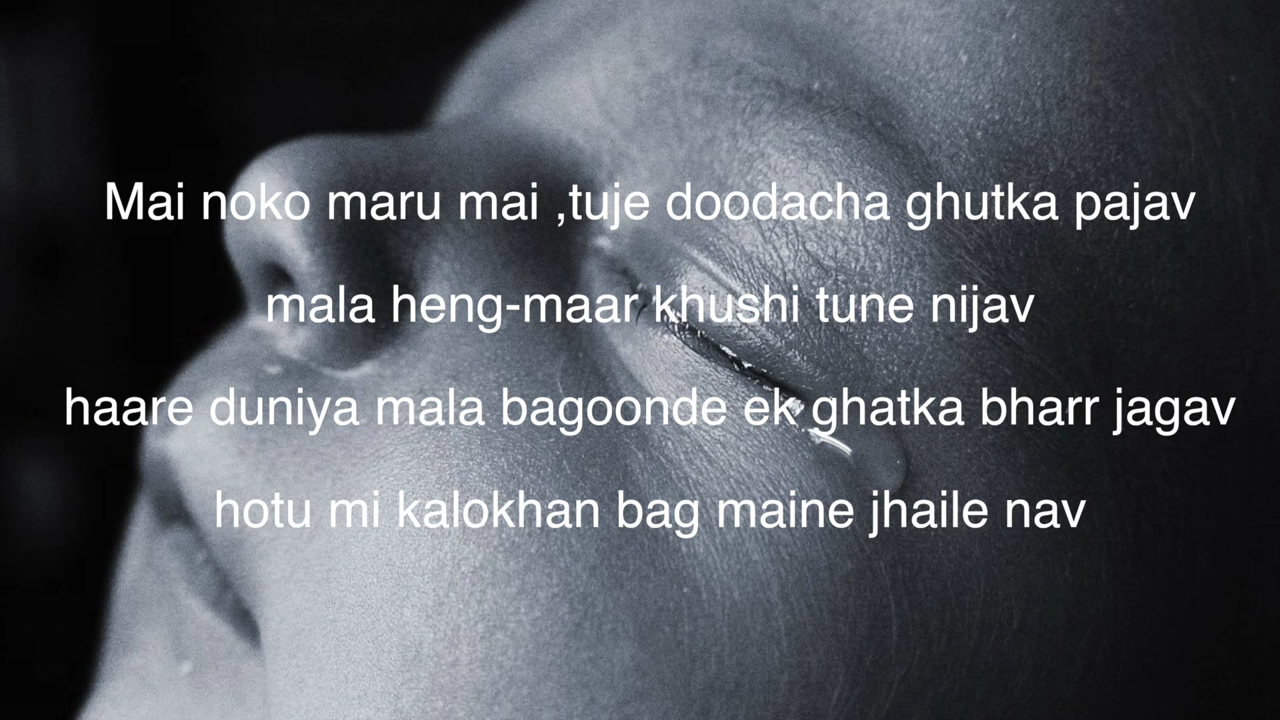 Mai noko maru mai ,tuje doodacha ghutka pajav
mala heng-maar khushi tune nijav
haare duniya mala bagoonde ek ghatka bharr jagav
hotu mi kalokhan bag maine jhaile nav